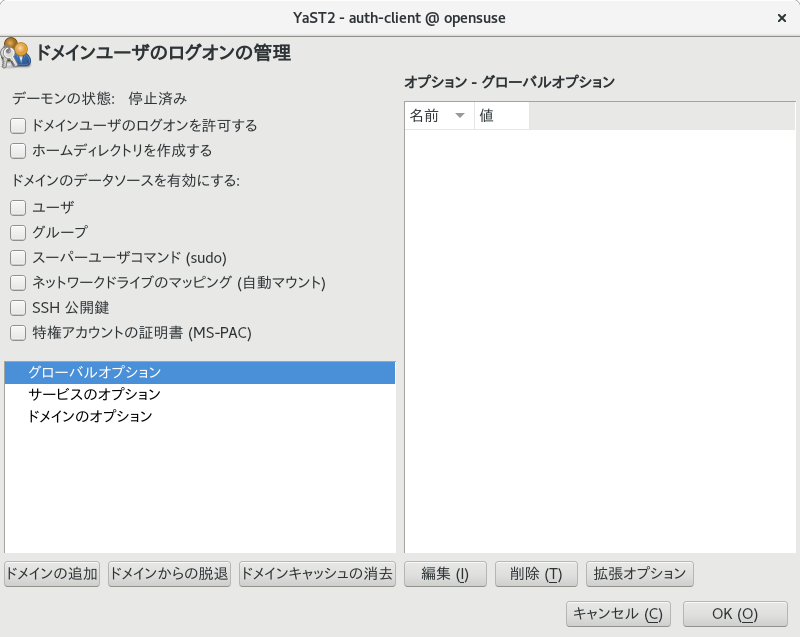 YaST2 - auth-client @ opensuse
ドメインユーザのログオンの管理
デーモンの状態: 停止済み
ドメインユーザのログオンを許可する
ホームディレクトリを作成する
ドメインのデータソースを有効にする:
ユーザ
グループ
スーパーユーザコマンド (sudo)
ネットワークドライブのマッピング (自動マウント)
SSH 公開鍵
特権アカウントの証明書 (MS-PAC)
グローバルオプション
サービスのオプション
ドメインのオプション
ドメインの追加 ドメインからの脱退 ドメインキャッシュの消去
オプション - グローバルオプション
名前 値
編集 (I) 削除 (T) 拡張オプション
キャンセル (C) OK (O)